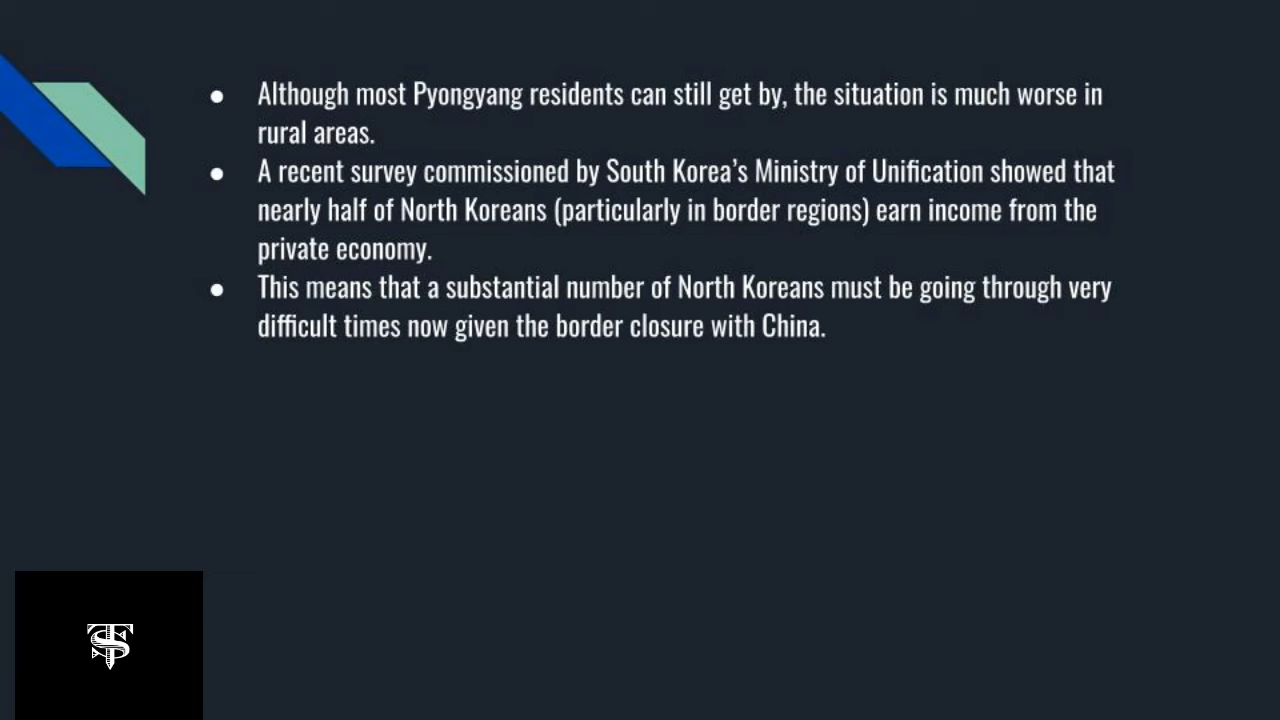 ● Although most Pyongyang residents can still get by, the situation is much worse in
rural areas.
● A recent survey commissioned by South Korea’s Ministry of Unification showed that
nearly half of North Koreans (particularly in border regions) earn income from the
private economy.
● This means that a substantial number of North Koreans must be going through very
difficult times now given the border closure with China.